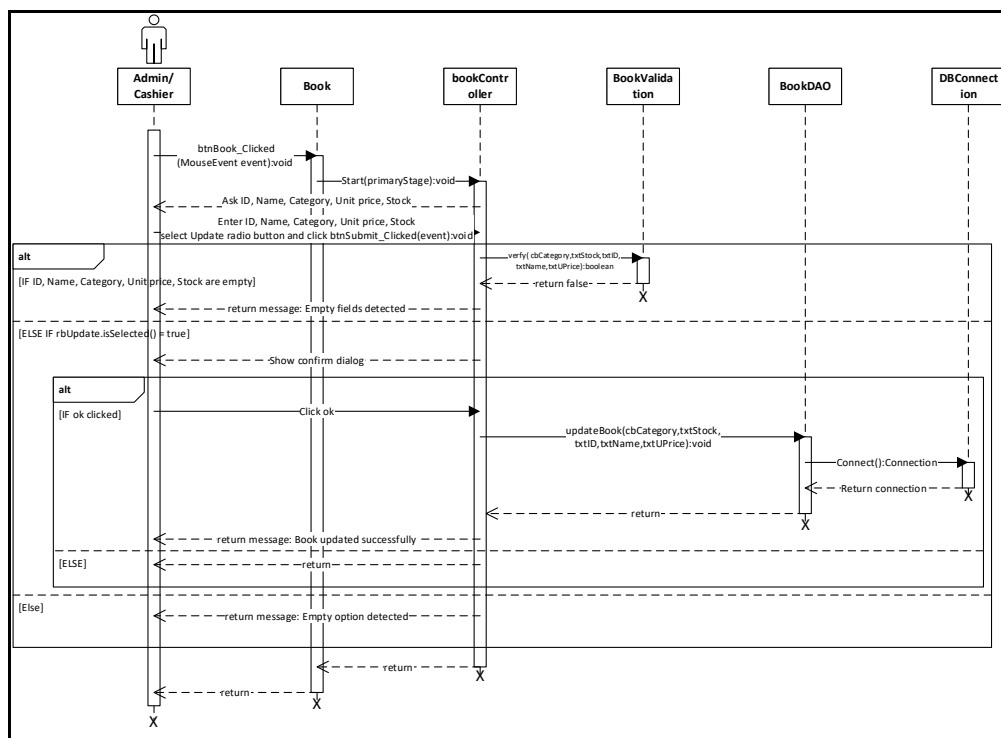 Admin/
Cashier
Book
bookContr
oller
BookValida
tion
BookDAO
DBConnect
ion
btnBook_Clicked
(MouseEvent event):void
Start(primaryStage):void
Ask ID, Name, Category, Unit price, Stock
Enter ID, Name, Category, Unit price, Stock
select Update radio button and click btnSubmit_Clicked(event):void
alt
verfy( cbCategory,txtStock,txtID,
txtName,txtUPrice):boolean
[IF ID, Name, Category, Unit price, Stock are empty]
return false
X
return message: Empty fields detected
[ELSE IF rbUpdate.isSelected() = true]
Show confirm dialog
alt
[IF ok clicked]
Click ok
updateBook(cbCategory,txtStock,
txtID,txtName,txtUPrice):void
Connect():Connection
Return connection
X
return
X
return message: Book updated successfully
[ELSE]
return
[Else]
return message: Empty option detected
return
X
return
X
X